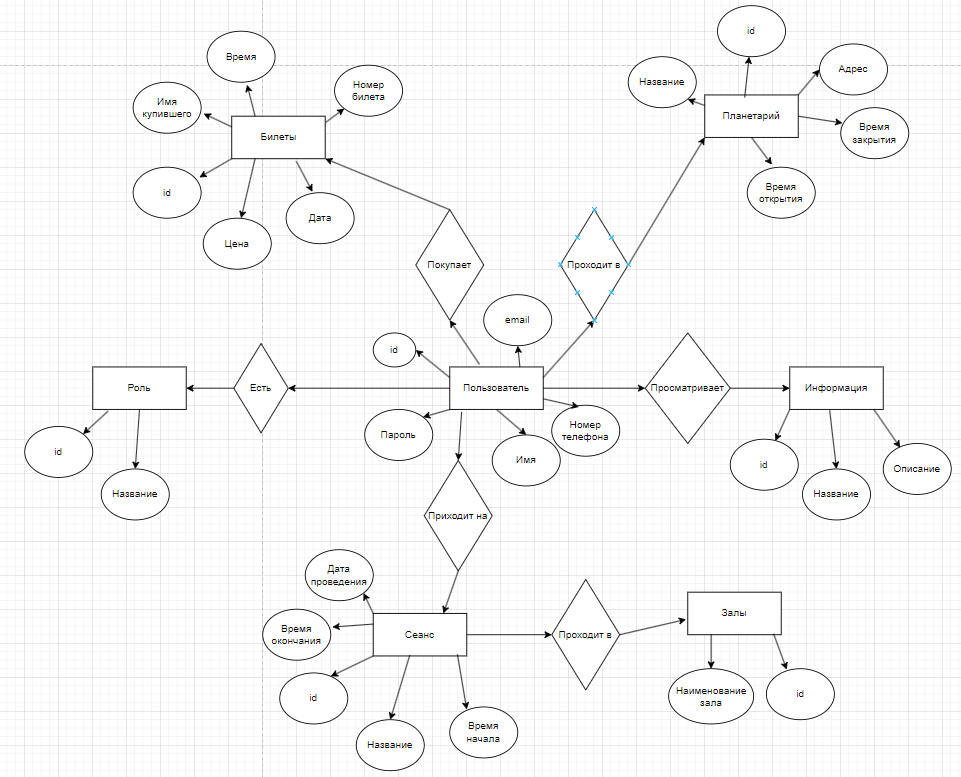 id
Время
Адрес
Название
Номер
билета
Имя
купившего
Планетарий
Время
закрытия
Билеты
id
Время
открытия
Дата
Цена
Покупает
Проходит в
email
id
Роль
Есть
Пользователь
Просматривает
Информация
Номер
телефона
Пароль
id
Имя
id
Описание
Название
Название
Приходит на
Дата
проведения
Залы
Время
окончания
Сеанс
Проходит в
Наименование
зала
id
id
Время
начала
Название